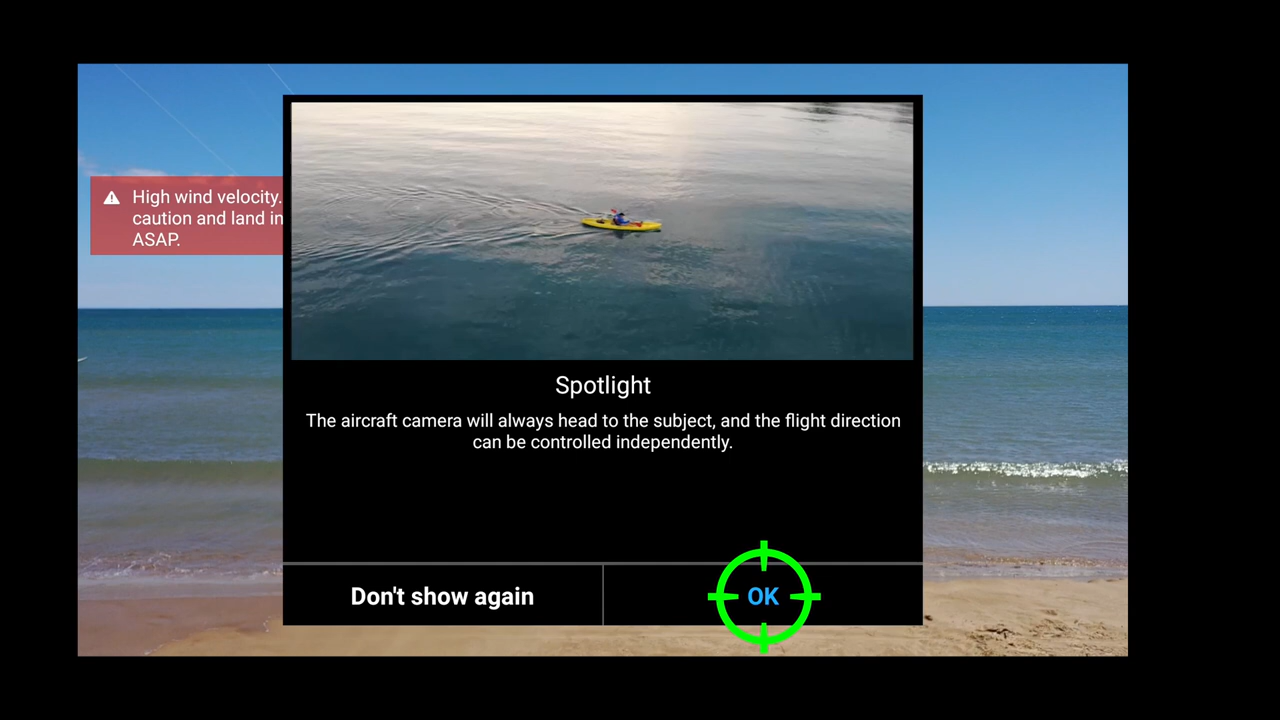 High wind velocity.
caution and land in
ASAP.
Spotlight
The aircraft camera will always head to the subject, and the flight direction
can be controlled independently.
Don't show again
OK